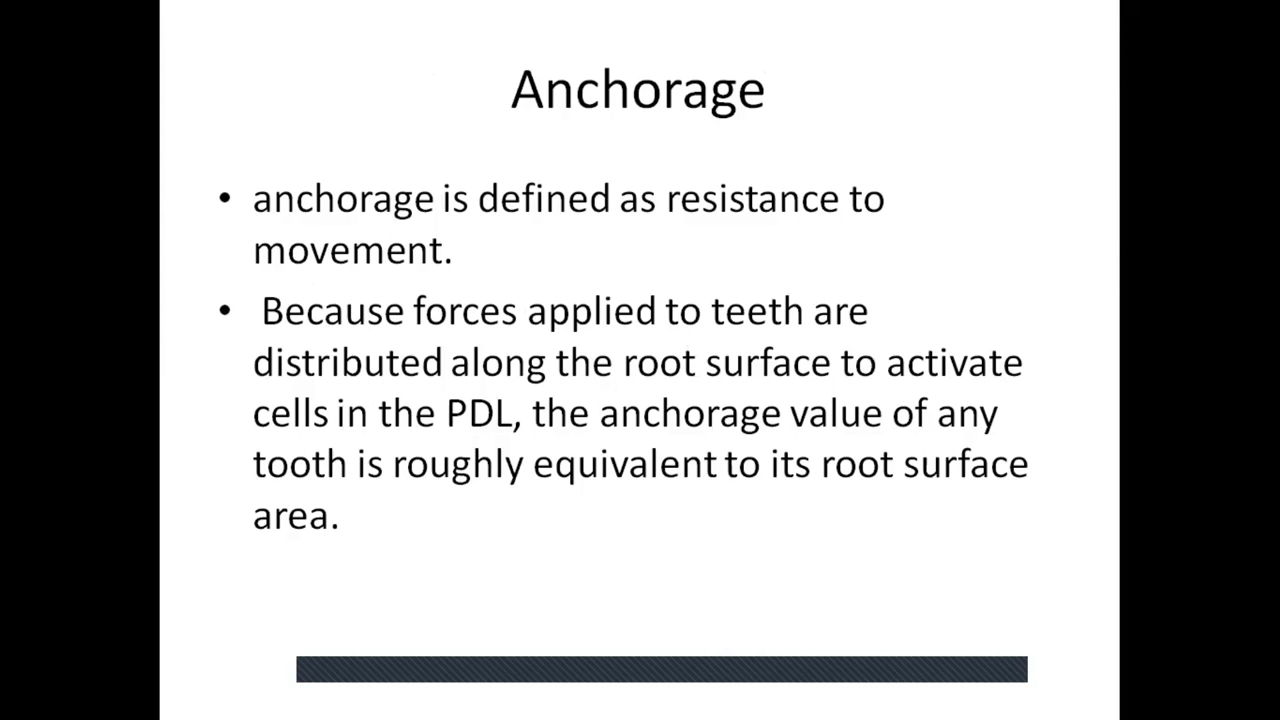 Anchorage
• anchorage is defined as resistance to
movement.
• Because forces applied to teeth are
distributed along the root surface to activate
cells in the PDL, the anchorage value of any
tooth is roughly equivalent to its root surface
area.